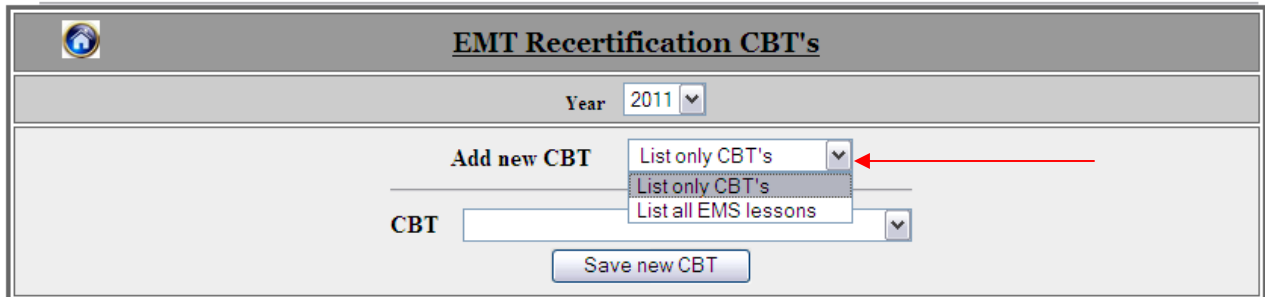 EMT Recertification CBT's
Year 2011
Add new CBT List only CBT's
List only CBT's
List all EMS lessons
CBT
Save new CBT